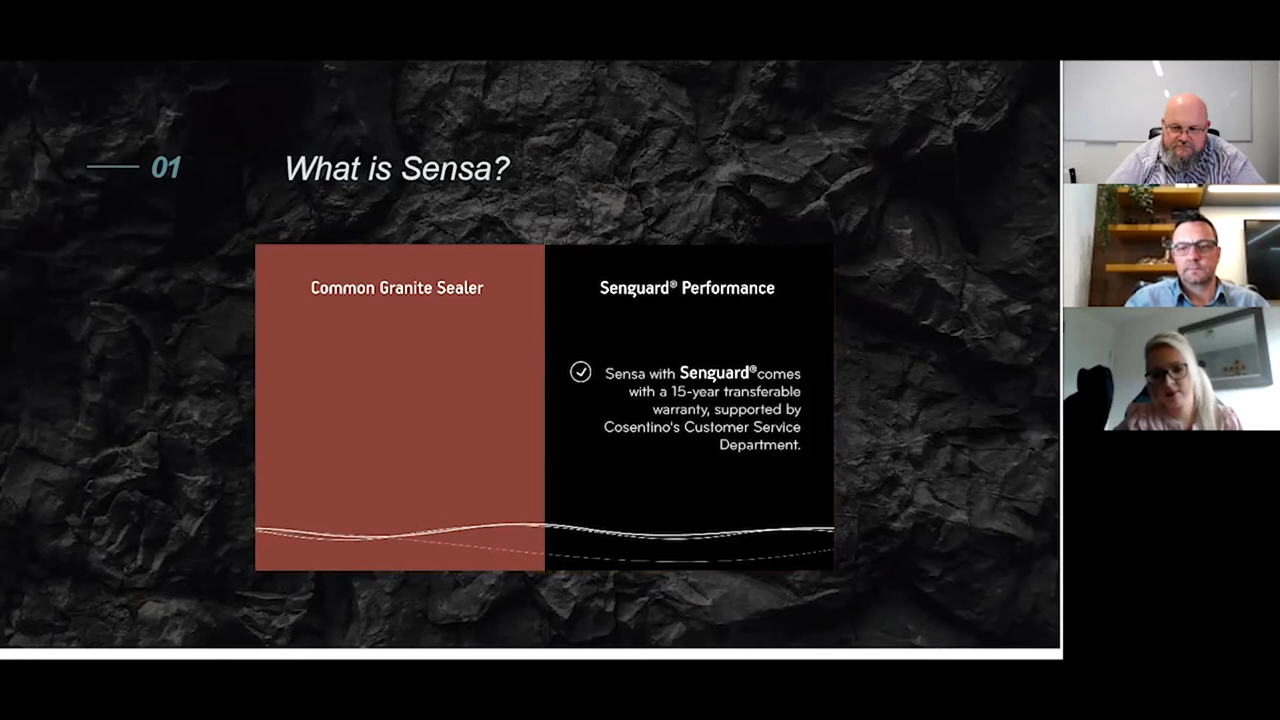 01
What is Sensa?
Common Granite Sealer
Senguard® Performance
Sensa with Senguard®comes
with a 15-year transferable
warranty, supported by
Cosentino's Customer Service
Department.